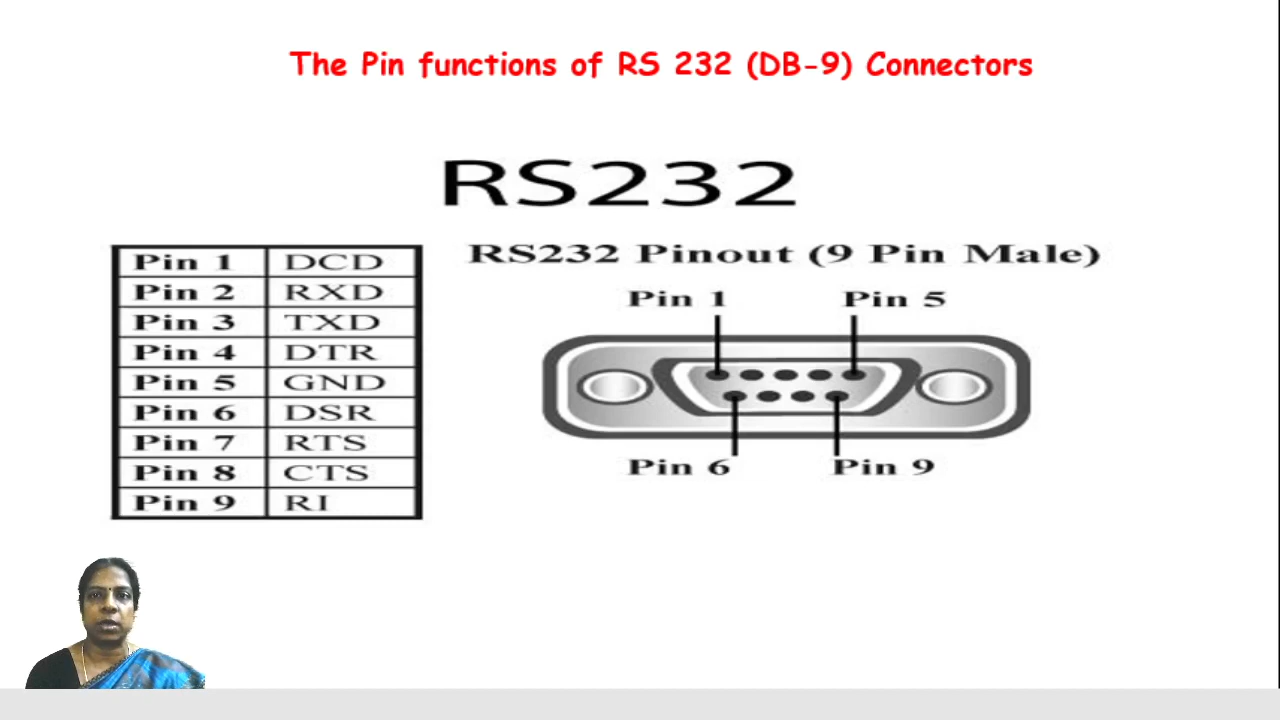 The Pin functions of RS 232 (DB-9) Connectors
RS232
Pin 1 DCD
Pin 2 RXD
Pin 3 TXD
Pin 4 DTR
Pin 5 GND
Pin 6 DSR
Pin 7 RTS
Pin 8 CTS
Pin 9 RI
RS232 Pinout (9 Pin Male)
Pin 1 Pin 5
Pin 6 Pin 9